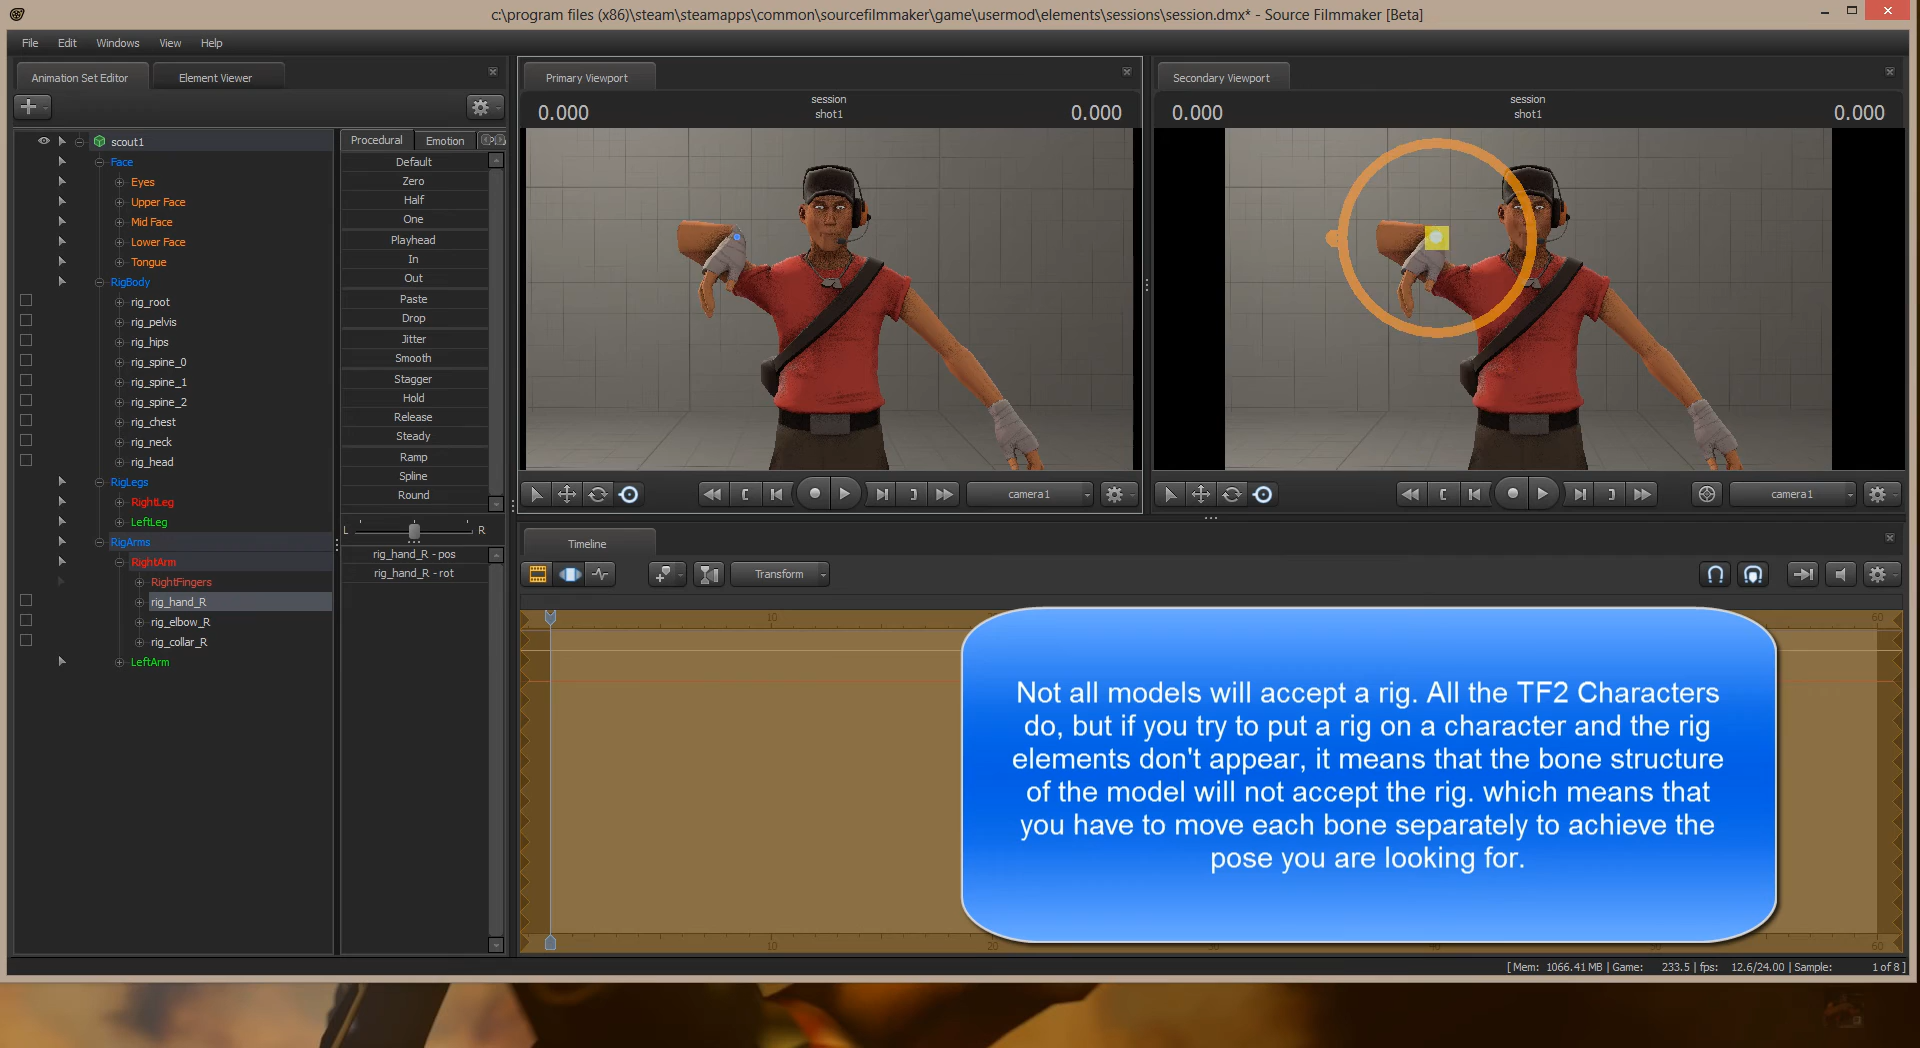 c:\program files (x86)\steam\steamapps\common\sourcefilmmaker\game\usermod\elements\sessions\session.dmx* - Source Filmmaker [Beta]
File Edit Windows View Help
Animation Set Editor Element Viewer
scout1
Face
Eyes
Upper Face
Mid Face
Lower Face
Tongue
RigBody
rig_root
rig_pelvis
rig_hips
rig_spine_0
rig_spine_1
rig_spine_2
rig_chest
rig_neck
rig_head
RigLegs
RightLeg
LeftLeg
RigArms
RightArm
RightFingers
rig_hand_R
rig_elbow_R
rig_collar_R
LeftArm
Procedural Emotion
Default
Zero
Half
One
Playhead
In
Out
Paste
Drop
Jitter
Smooth
Stagger
Hold
Release
Steady
Ramp
Spline
Round
L R
rig_hand_R - pos
rig_hand_R - rot
Primary Viewport
session
0.000 shot1 0.000
camera1
Secondary Viewport
session
0.000 shot1 0.000
camera1
Timeline
Transform
10 60
Not all models will accept a rig. All the TF2 Characters
do, but if you try to put a rig on a character and the rig
elements don't appear, it means that the bone structure
of the model will not accept the rig. which means that
you have to move each bone separately to achieve the
pose you are looking for.
10 20 60
[ Mem: 1066.41 MB | Game: 233.5 | fps: 12.6/24.00 | Sample: 1 of 8 ]